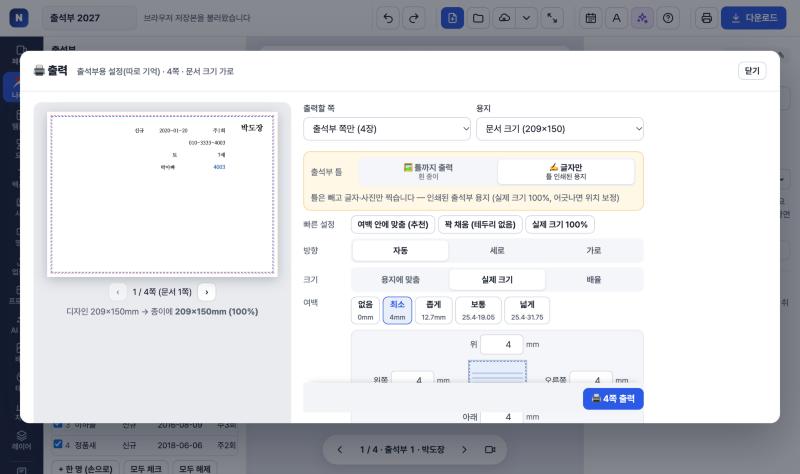 N 출석부 2027 브라우저 저장본을 불러왔습니다 A 다운로드
출력 출석부용 설정(따로 기억) · 4쪽 · 문서 크기 가로 닫기
신규 2020-01-20 주1회 박도장
010-3333-4003
토 1세
박아빠 4003
‹ 1 / 4쪽 (문서 1쪽) ›
디자인 209×150mm → 종이에 209×150mm (100%)
출력할 쪽 용지
출석부 쪽만 (4장) 문서 크기 (209×150)
출석부 틀 틀까지 출력 흰 종이 글자만 틀 인쇄된 용지
틀은 빼고 글자·사진만 찍습니다 — 인쇄된 출석부 용지 (실제 크기 100%, 어긋나면 위치 보정)
빠른 설정 여백 안에 맞춤 (추천) 꽉 채움 (테두리 없음) 실제 크기 100%
방향 자동 세로 가로
크기 용지에 맞춤 실제 크기 배율
여백 없음 최소 좁게 보통 넓게
0mm 4mm 12.7mm 25.4·19.05 25.4·31.75
위 4 mm
왼쪽 4 mm 오른쪽 4 mm
4쪽 출력
아래 4 mm
신규 2016-08-09 주3회
4 정품새 신규 2018-06-06 주2회
레이어
+ 한 명 (손으로) 모두 체크 모두 해제
1 / 4 · 출석부 1 · 박도장